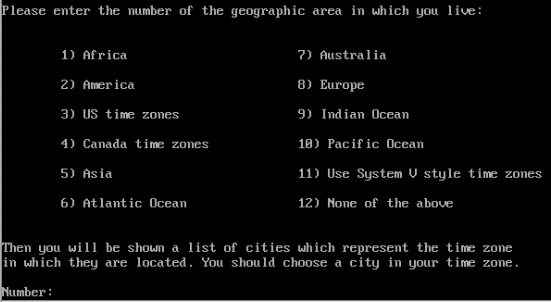 Please enter the number of the geographic area in which you live:
1) Africa 7) Australia
2) America 8) Europe
3) US time zones 9) Indian Ocean
4) Canada time zones 10) Pacific Ocean
5) Asia 11) Use System V style time zones
6) Atlantic Ocean 12) None of the above
Then you will be shown a list of cities which represent the time zone
in which they are located. You should choose a city in your time zone.
Number: